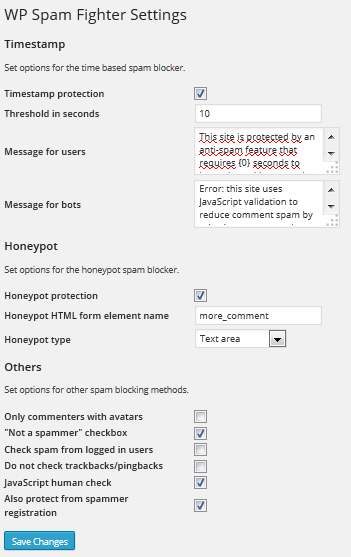 WP Spam Fighter Settings
Timestamp
Set options for the time based spam blocker.
Timestamp protection
Threshold in seconds
10
Message for users
This site is protected by an
anti-spam feature that
requires {0} seconds to
Message for bots
Error: this site uses
JavaScript validation to
reduce comment spam by
Honeypot
Set options for the honeypot spam blocker.
Honeypot protection
Honeypot HTML form element name
more_comment
Honeypot type
Text area
Others
Set options for other spam blocking methods.
Only commenters with avatars
"Not a spammer" checkbox
Check spam from logged in users
Do not check trackbacks/pingbacks
JavaScript human check
Also protect from spammer
registration
Save Changes